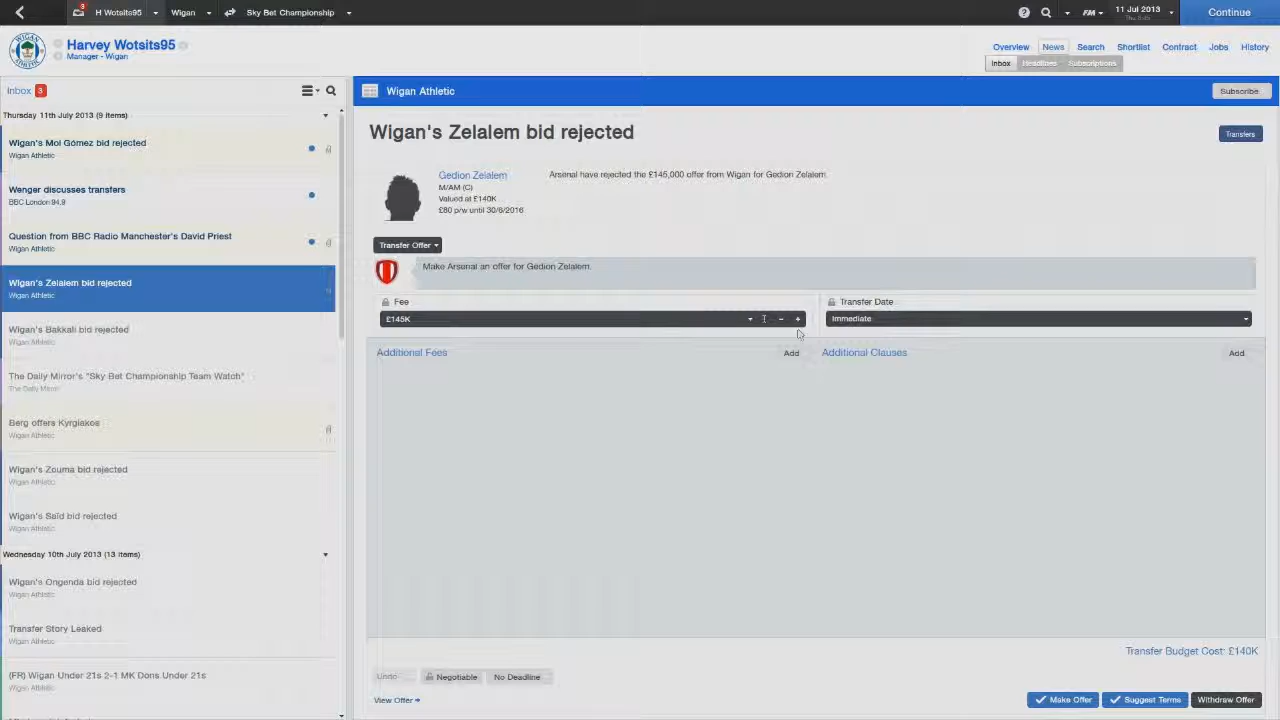 3
H Wotsits95
Wigan
Sky Bet Championship
FM
11 Jul 2013
Continue
Harvey Wotsits95
Manager - Wigan
Overview
News
Search
Shortlist
Contract
Jobs
History
Inbox
Headlines
Subscriptions
Inbox 3
Thursday 11th July 2013 (9 Items)
Wigan's Mol Gómez bid rejected
Wigan Athletic
Wenger discusses transfers
BBC London 94.9
Question from BBC Radio Manchester's David Priest
Wigan Athletic
Wigan's Zelalem bid rejected
Wigan Athletic
Wigan's Bakkali bid rejected
Wigan Athletic
The Daily Mirror's "Sky Bet Championship Team Watch"
The Daily Mirror
Berg offers Kyrgiakos
Wigan Athletic
Wigan's Zouma bid rejected
Wigan Athletic
Wigan's Saïd bid rejected
Wigan Athletic
Wednesday 10th July 2013 (13 Items)
Wigan's Ongenda bid rejected
Wigan Athletic
Transfer Story Leaked
Wigan Athletic
(FR) Wigan Under 21s 2-1 MK Dons Under 21s
Wigan Athletic
Wigan Athletic
Subscribe
Wigan's Zelalem bid rejected
Transfers
Gedion Zelalem
M/AM (C)
Valued at £140K
£80 p/w until 30/6/2016
Arsenal have rejected the £145,000 offer from Wigan for Gedion Zelalem.
Transfer Offer
Make Arsenal an offer for Gedion Zelalem.
Fee
£145K
Transfer Date
Immediate
Additional Fees
Add
Additional Clauses
Add
Transfer Budget Cost: £140K
Undo
Negotiable
No Deadline
View Offer
Make Offer
Suggest Terms
Withdraw Offer